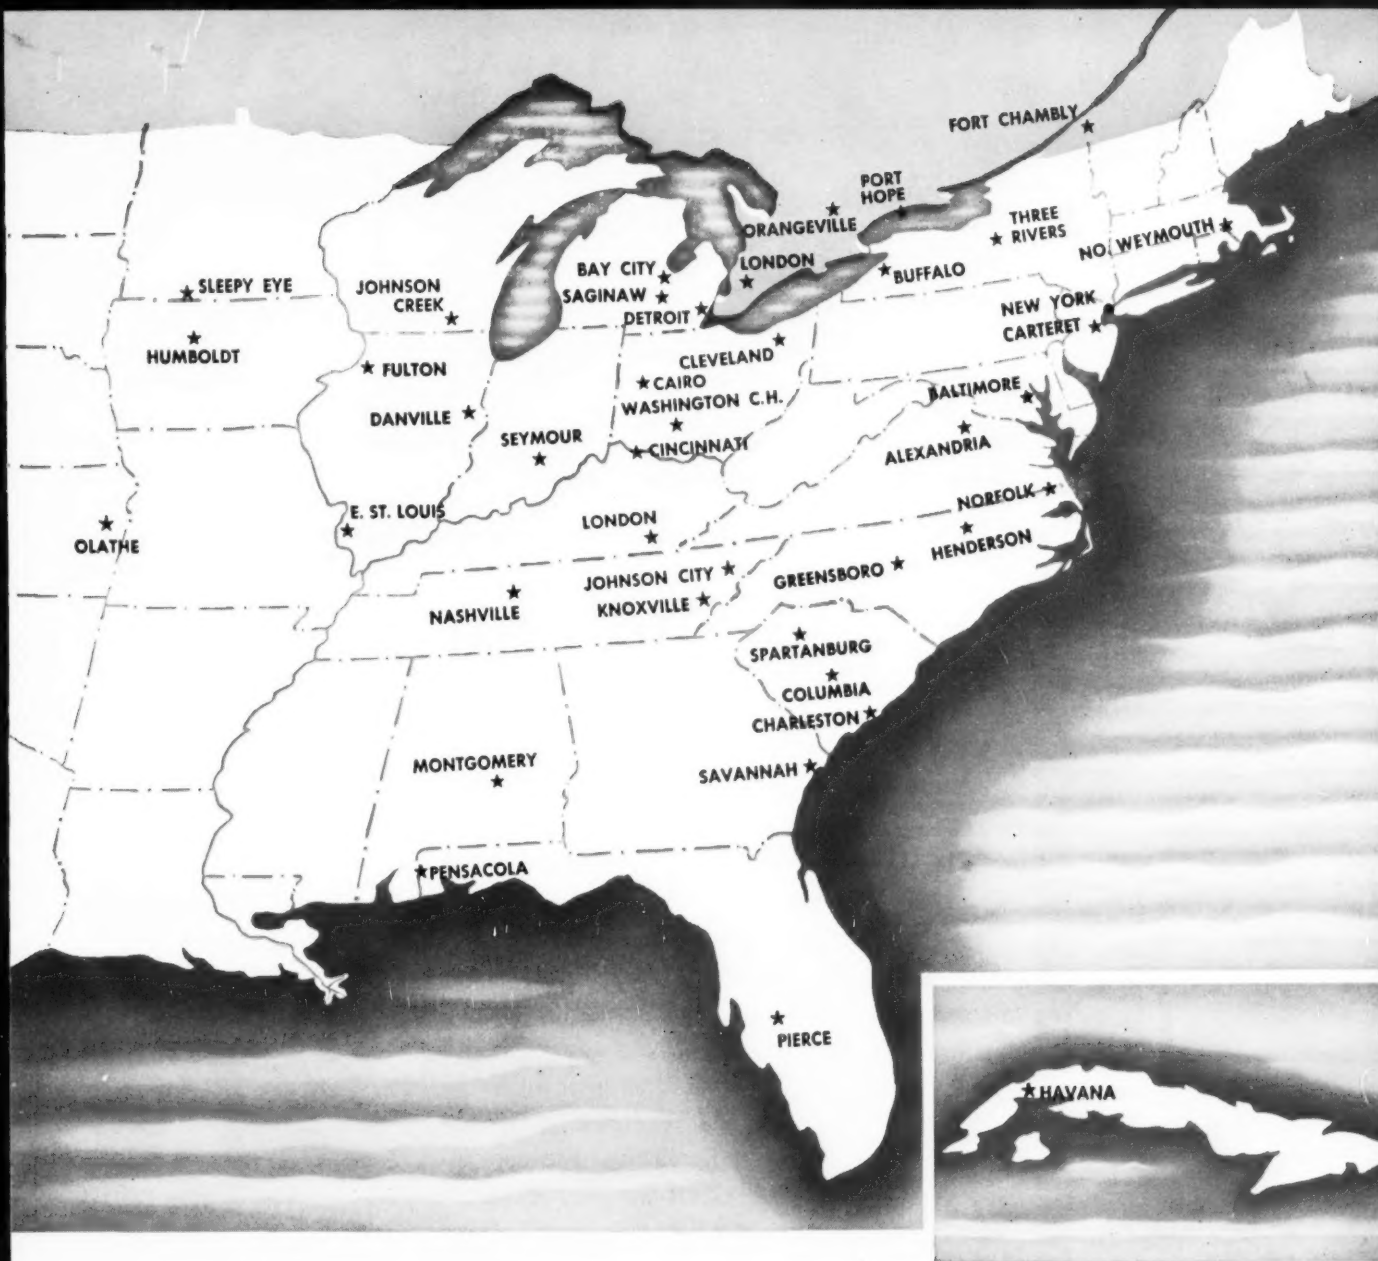 FORT CHAMBLY
PORT
HOPE
ORANGEVILLE
THREE
RIVERS
NO. WEYMOUTH
LONDON
BUFFALO
BAY CITY
SAGINAW
DETROIT
SLEEPY EYE
JOHNSON
CREEK
NEW YORK
CARTERET
HUMBOLDT
FULTON
CLEVELAND
CAIRO
WASHINGTON C.H.
BALTIMORE
DANVILLE
SEYMOUR
CINCINNATI
ALEXANDRIA
NORFOLK
E. ST. LOUIS
LONDON
HENDERSON
OLATHE
JOHNSON CITY
GREENSBORO
KNOXVILLE
NASHVILLE
SPARTANBURG
COLUMBIA
CHARLESTON
MONTGOMERY
SAVANNAH
PENSACOLA
PIERCE
HAVANA